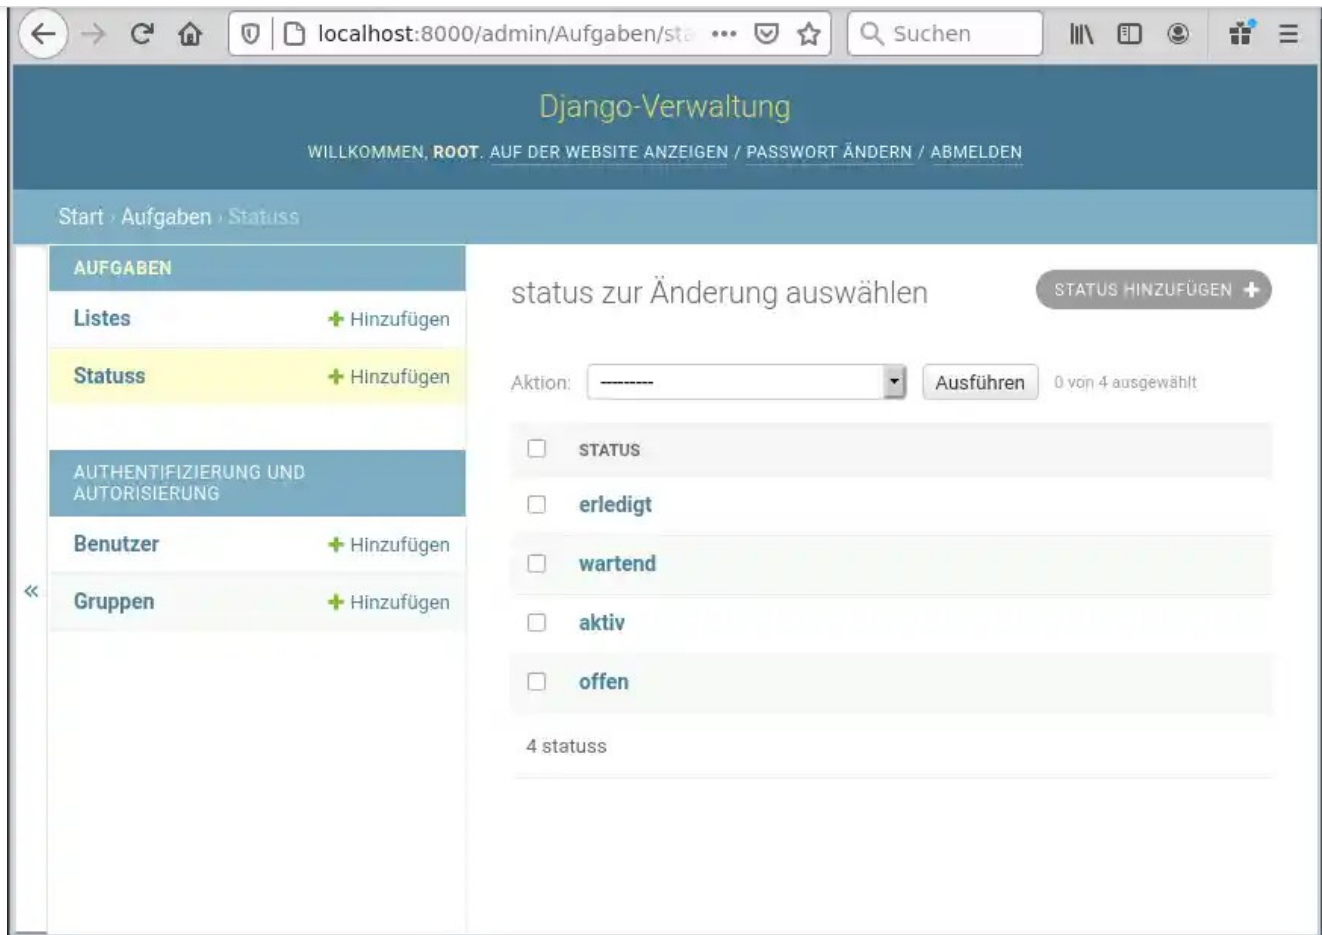 localhost:8000/admin/Aufgaben/sta
Suchen
Django-Verwaltung
WILLKOMMEN, ROOT. AUF DER WEBSITE ANZEIGEN / PASSWORT ÄNDERN / ABMELDEN
Start › Aufgaben › Statuss
AUFGABEN
Listes + Hinzufügen
Statuss + Hinzufügen
AUTHENTIFIZIERUNG UND
AUTORISIERUNG
Benutzer + Hinzufügen
Gruppen + Hinzufügen
«
status zur Änderung auswählen
STATUS HINZUFÜGEN +
Aktion: --------- Ausführen 0 von 4 ausgewählt
STATUS
erledigt
wartend
aktiv
offen
4 statuss